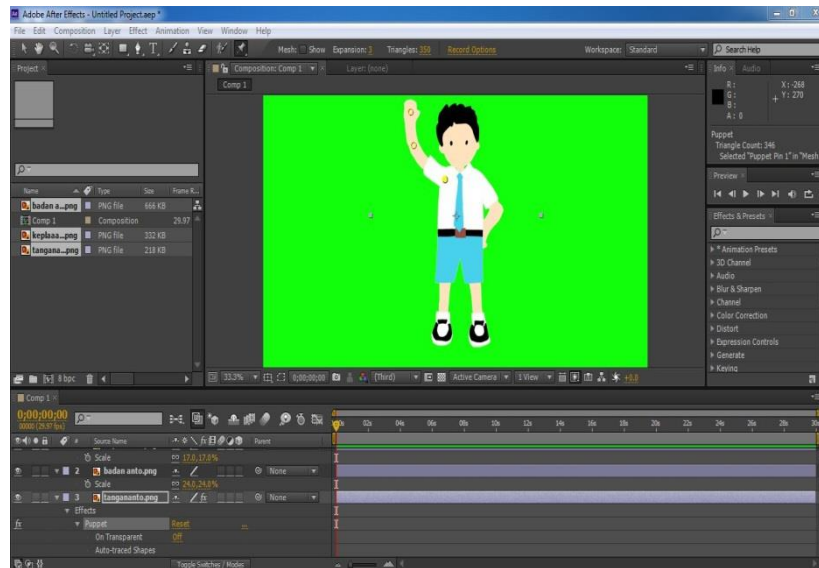 Adobe After Effects - Untitled Project.aep *
File Edit Composition Layer Effect Animation View Window Help
Mesh: Show Expansion: 3 Triangles: 350 Record Options Workspace: Standard Search Help
Project Composition: Comp 1 Layer: (none) Info Audio
Comp 1
R: X: -268
G: Y: 270
B:
A: 0
Puppet
Triangle Count: 346
Selected "Puppet Pin 1" in "Mesh
Preview
Name Type Size Frame R...
badan a...png PNG file 666 KB
Comp 1 Composition 29.97
keplaaa...png PNG file 332 KB
tangana...png PNG file 218 KB
Effects & Presets
* Animation Presets
3D Channel
Audio
Blur & Sharpen
Channel
Color Correction
Distort
Expression Controls
Generate
Keying
8 bpc 33.3% 0;00;00;00 (Third) Active Camera 1 View +0.0
Comp 1
0;00;00;00
00000 (29.97 fps)
02s 04s 06s 08s 10s 12s 14s 16s 18s 20s 22s 24s 26s 28s
# Source Name Parent
Scale 17.0,17.0%
2 badan anto.png None
Scale 24.0,24.0%
3 tangananto.png None
Effects
fx Puppet Reset ...
On Transparent Off
Auto-traced Shapes
Toggle Switches / Modes